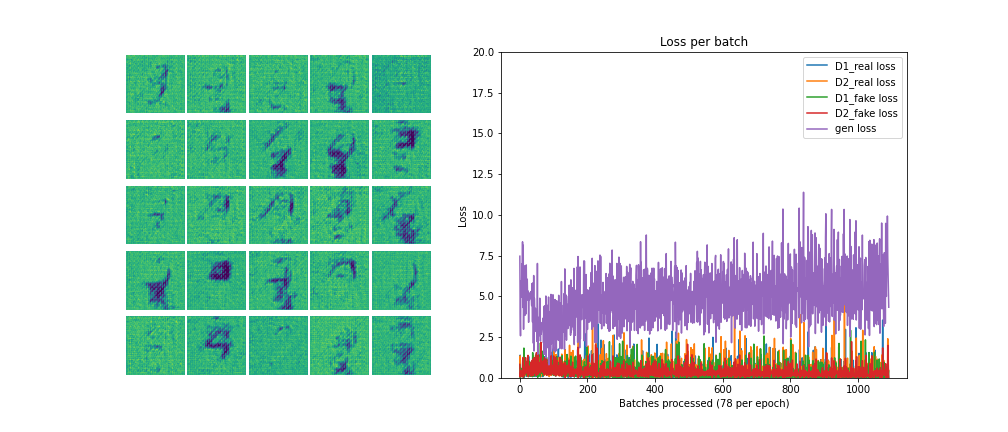 Loss per batch
20.0
17.5
15.0
12.5
10.0
7.5
5.0
2.5
0.0
Loss
D1_real loss
D2_real loss
D1_fake loss
D2_fake loss
gen loss
0 200 400 600 800 1000
Batches processed (78 per epoch)